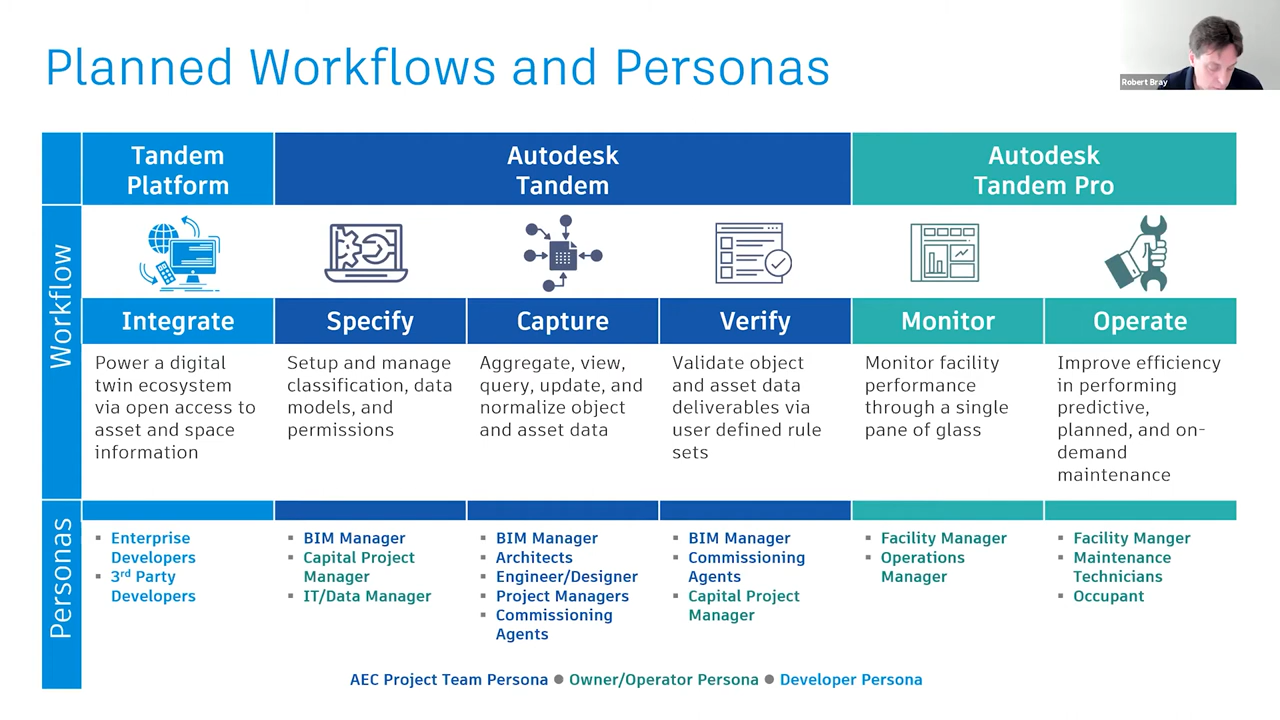 Planned Workflows and Personas
Robert Bray
Tandem
Platform
Autodesk
Tandem
Autodesk
Tandem Pro
Workflow
Integrate
Specify
Capture
Verify
Monitor
Operate
Power a digital
twin ecosystem
via open access to
asset and space
information
Setup and manage
classification, data
models, and
permissions
Aggregate, view,
query, update, and
normalize object
and asset data
Validate object
and asset data
deliverables via
user defined rule
sets
Monitor facility
performance
through a single
pane of glass
Improve efficiency
in performing
predictive,
planned, and on-
demand
maintenance
Personas
▪ Enterprise
Developers
▪ 3rd Party
Developers
▪ BIM Manager
▪ Capital Project
Manager
▪ IT/Data Manager
▪ BIM Manager
▪ Architects
▪ Engineer/Designer
▪ Project Managers
▪ Commissioning
Agents
▪ BIM Manager
▪ Commissioning
Agents
▪ Capital Project
Manager
▪ Facility Manager
▪ Operations
Manager
▪ Facility Manger
▪ Maintenance
Technicians
▪ Occupant
AEC Project Team Persona ● Owner/Operator Persona ● Developer Persona